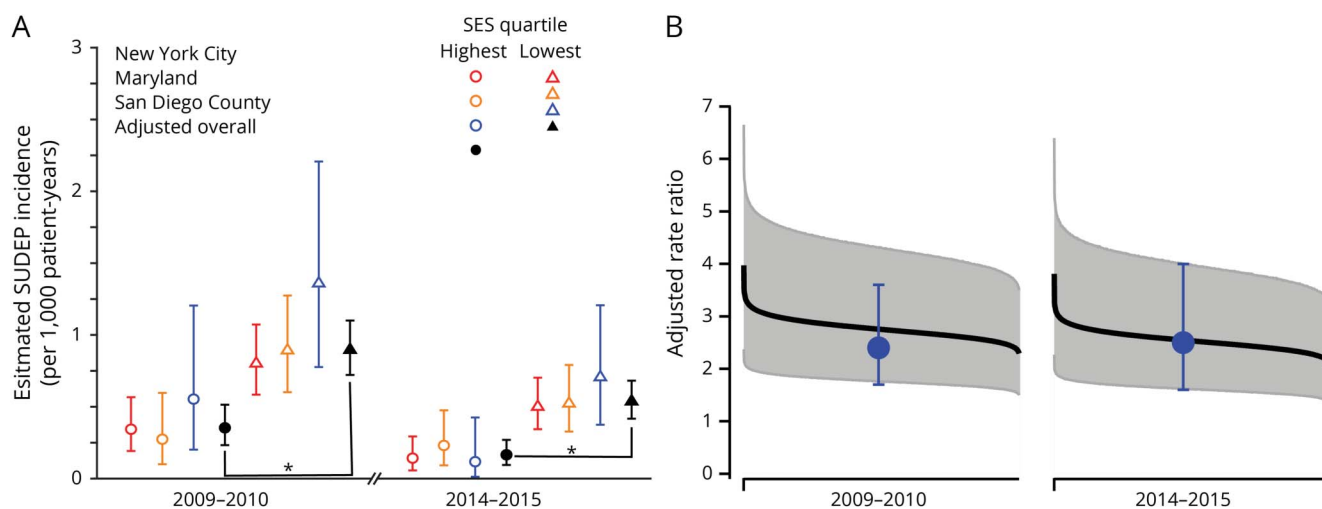 A
SES quartile
Highest Lowest
New York City
Maryland
San Diego County
Adjusted overall
Esitmated SUDEP incidence
(per 1,000 patient-years)
3
2
1
0
*
*
2009–2010
2014–2015
B
Adjusted rate ratio
7
6
5
4
3
2
1
0
2009–2010
2014–2015